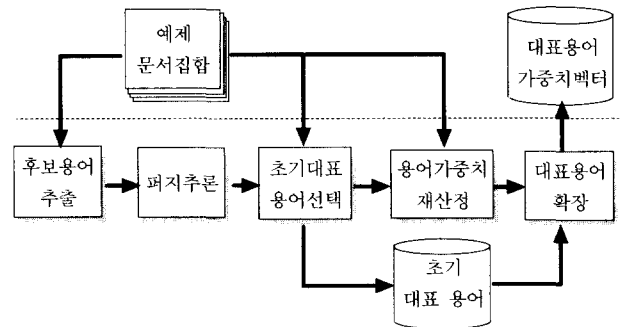 예제
문서집합
대표용어
가중치벡터
후보용어
추출
퍼지추론
초기대표
용어선택
용어가중치
재산정
대표용어
확장
초기
대표 용어